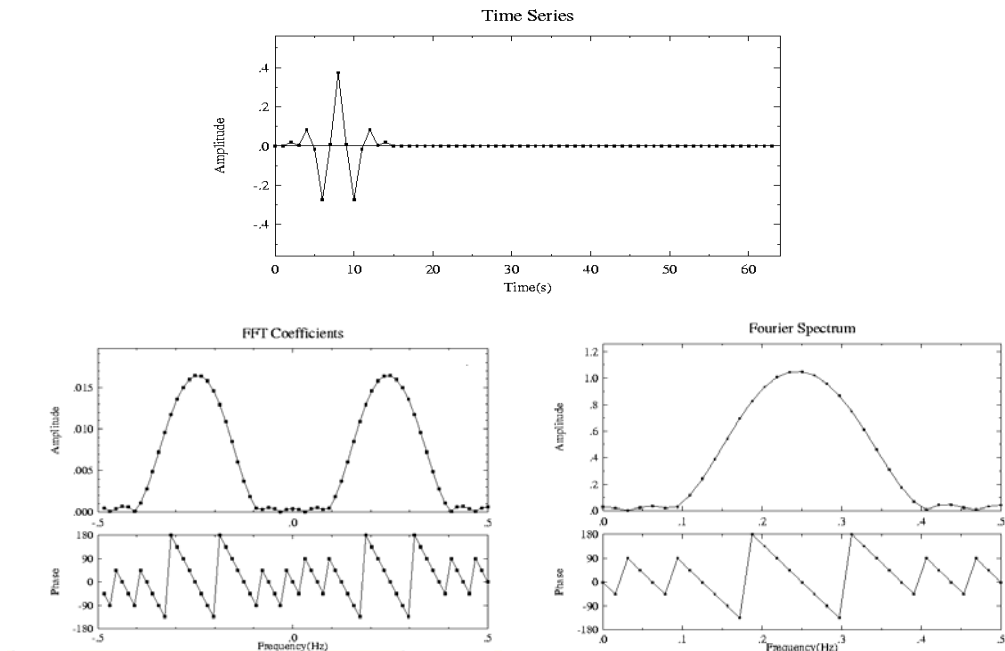 Time Series
.4
.2
.0
-.2
-.4
Amplitude
0 10 20 30 40 50 60
Time(s)
FFT Coefficients
.015
.010
.005
.000
Amplitude
-.5 .0 .5
180
90
0
-90
-180
Phase
-.5 .0 .5
Frequency(Hz)
Fourier Spectrum
1.2
1.0
.8
.6
.4
.2
.0
Amplitude
.0 .1 .2 .3 .4 .5
180
90
0
-90
-180
Phase
.0 .1 .2 .3 .4 .5
Frequency(Hz)